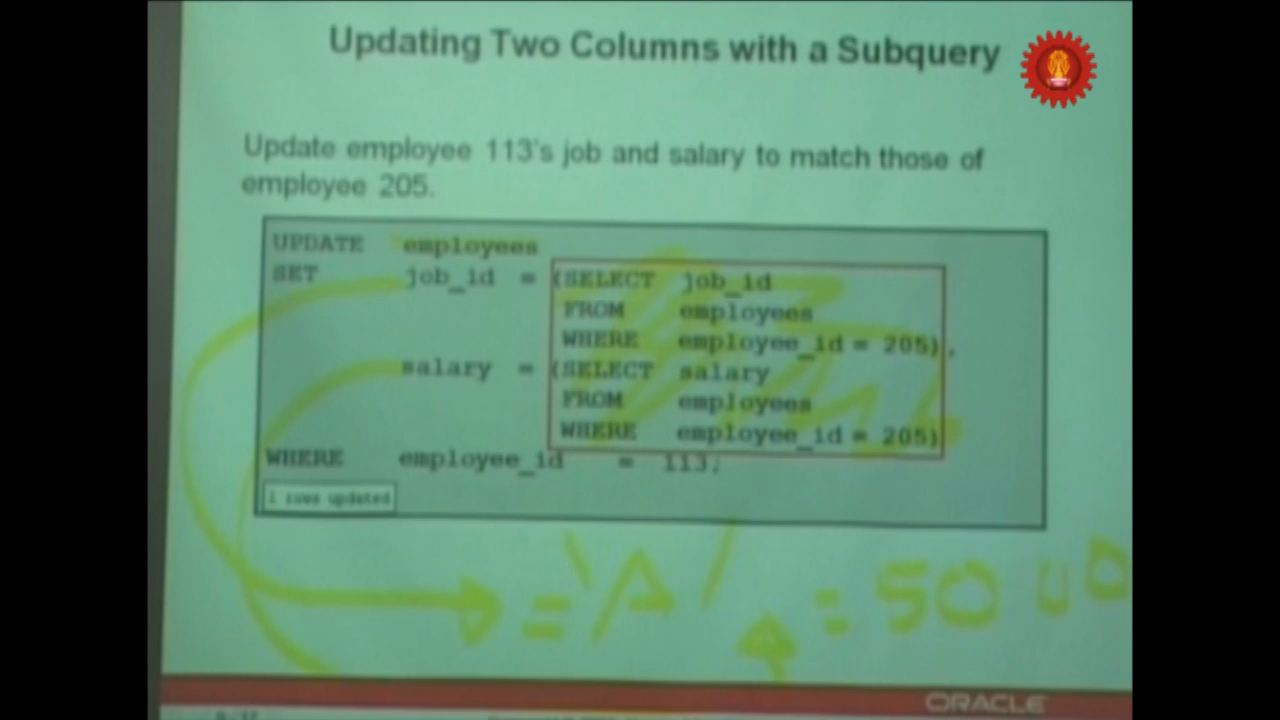 Updating Two Columns with a Subquery
Update employee 113's job and salary to match those of
employee 205.
UPDATE employees
SET job_id = (SELECT job_id
FROM employees
WHERE employee_id = 205),
salary = (SELECT salary
FROM employees
WHERE employee_id = 205)
WHERE employee_id = 113;
1 rows updated
= 'A' = 5000
ORACLE